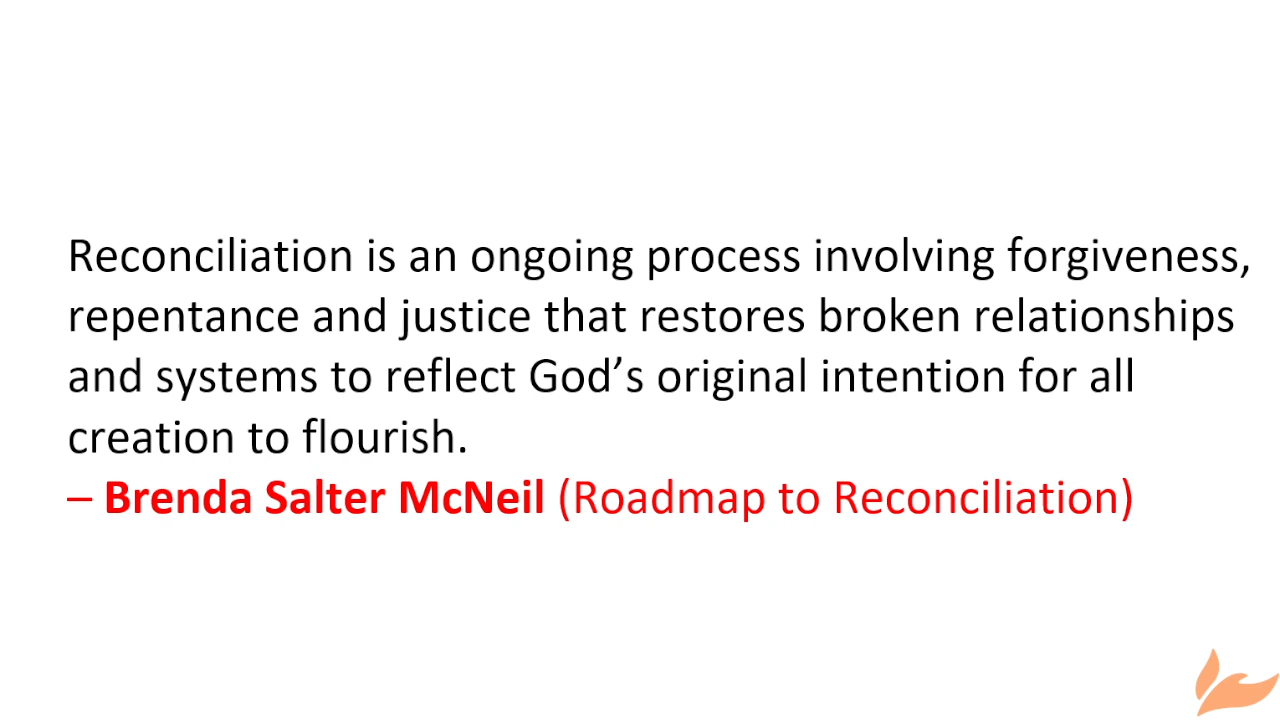 Reconciliation is an ongoing process involving forgiveness,
repentance and justice that restores broken relationships
and systems to reflect God’s original intention for all
creation to flourish.
– Brenda Salter McNeil (Roadmap to Reconciliation)